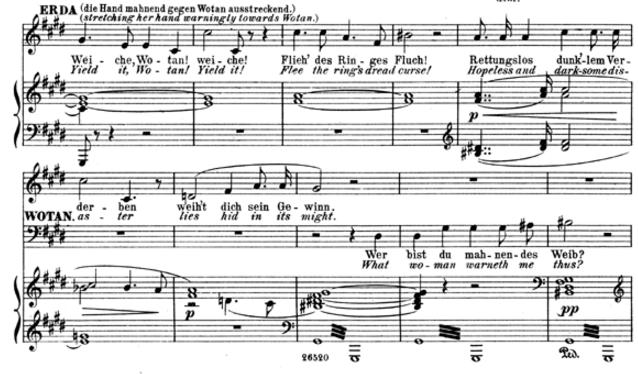 ERDA (die Hand mahnend gegen Wotan ausstreckend.)
(stretching her hand warningly towards Wotan.)
Wei-che, Wo-tan! wei-che! Flieh' des Rin-ges Fluch! Rettungslos dunk'-lem Ver-
Yield it, Wo-tan! Yield it! Flee the ring's dread curse! Hopeless and dark-some dis-
p
der-ben weih't dich sein Ge-winn.
WOTAN. as-ter lies hid in its might.
Wer bist du mah-nen-des Weib?
What wo-man warneth me thus?
p
pp
Ped.
26520